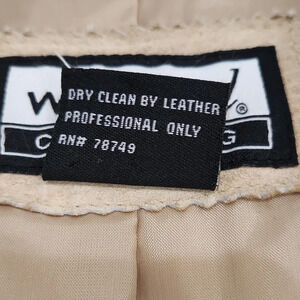 DRY CLEAN BY LEATHER
PROFESSIONAL ONLY
RN# 78749